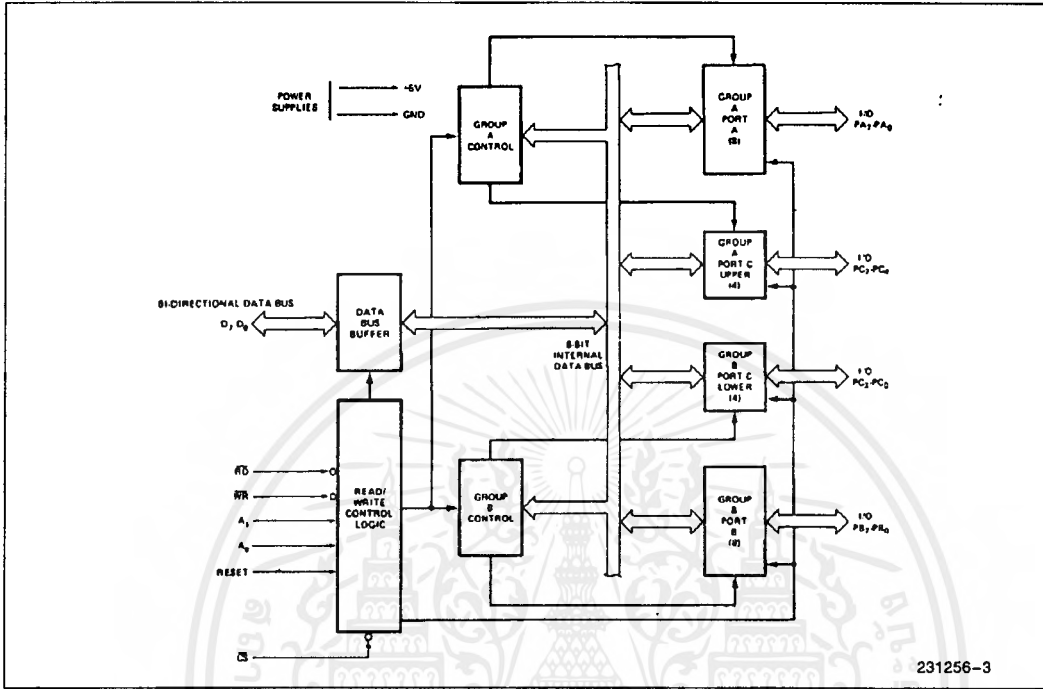 POWER
SUPPLIES
+5V
GND
GROUP
A
CONTROL
GROUP
A
PORT
A
(8)
I/O
PA7-PA0
GROUP
A
PORT C
UPPER
(4)
I/O
PC7-PC4
BI-DIRECTIONAL DATA BUS
D7 D0
DATA
BUS
BUFFER
8-BIT
INTERNAL
DATA BUS
GROUP
B
PORT C
LOWER
(4)
I/O
PC3-PC0
RD
WR
A1
A0
RESET
CS
READ/
WRITE
CONTROL
LOGIC
GROUP
B
CONTROL
GROUP
B
PORT
B
(8)
I/O
PB7-PB0
231256-3